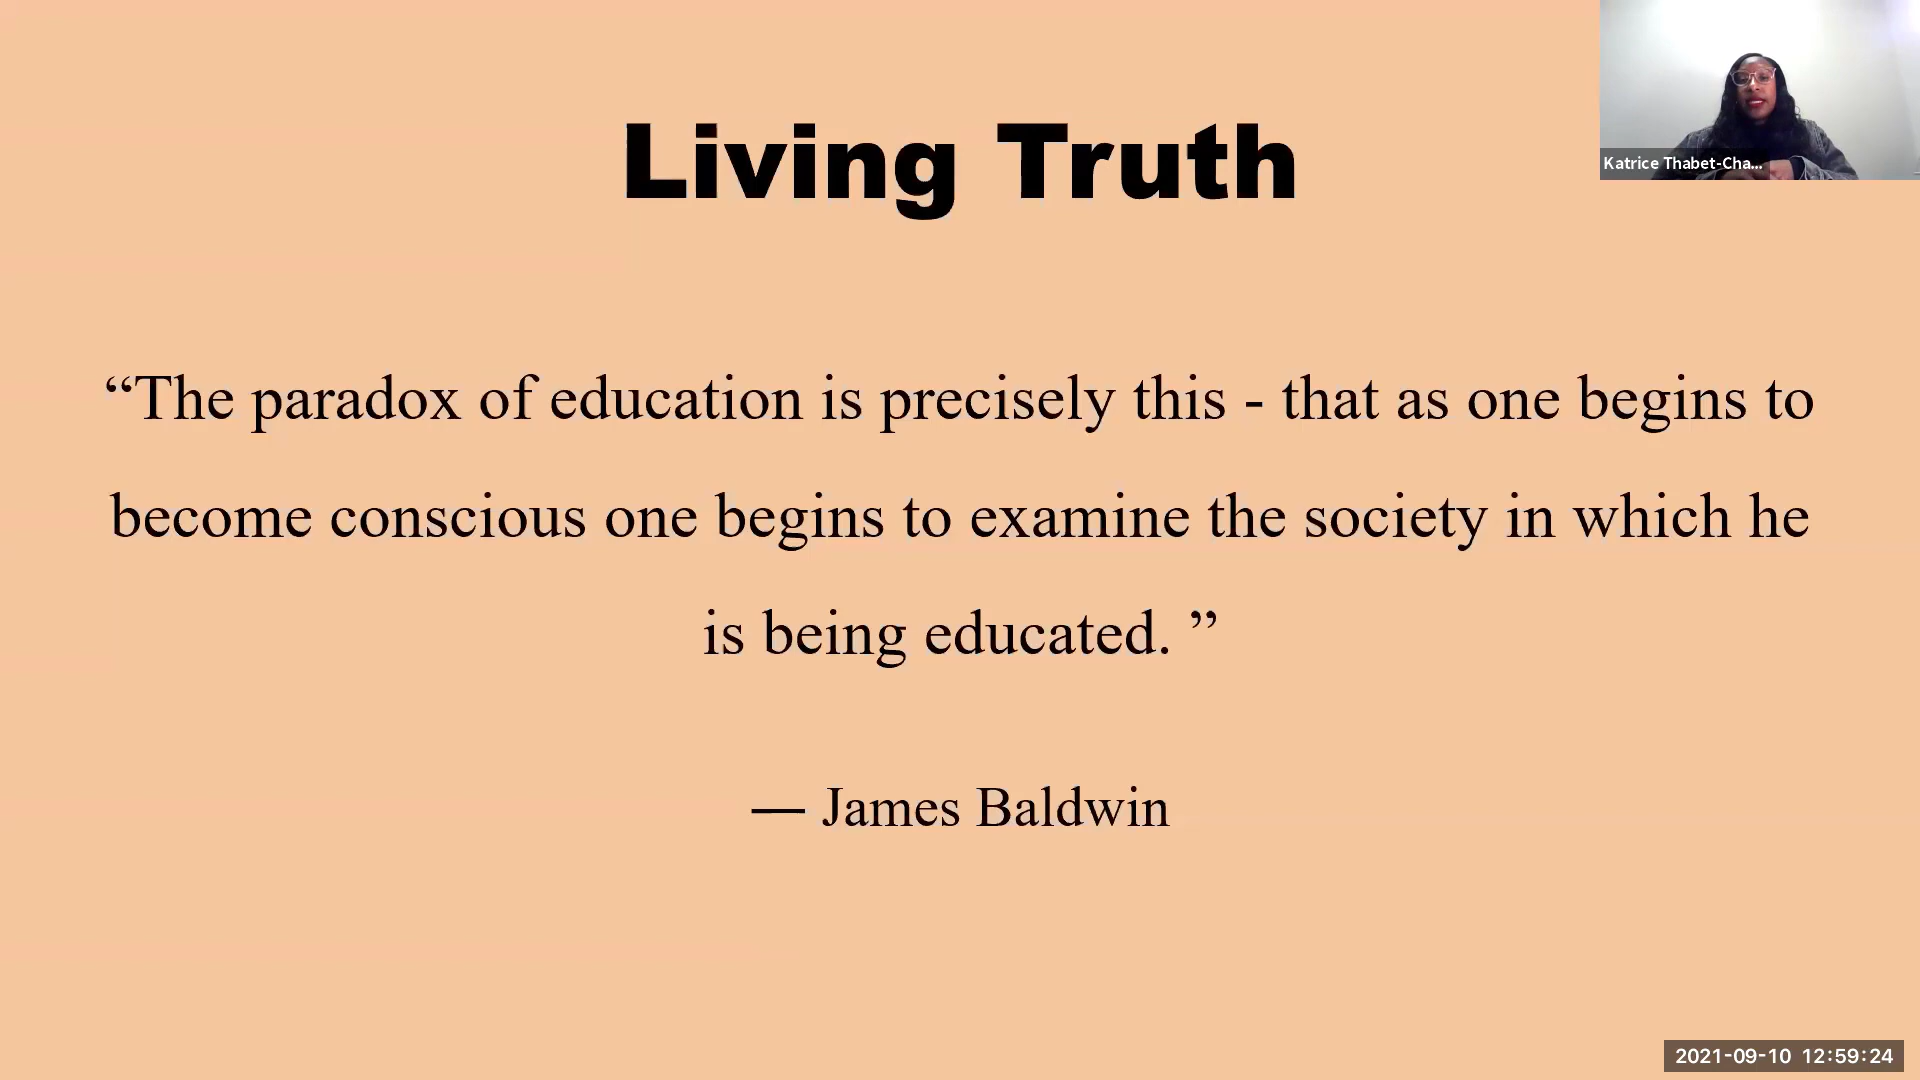 Living Truth
Katrice Thabet-Cha...
“The paradox of education is precisely this - that as one begins to
become conscious one begins to examine the society in which he
is being educated. ”
― James Baldwin
2021-09-10 12:59:24